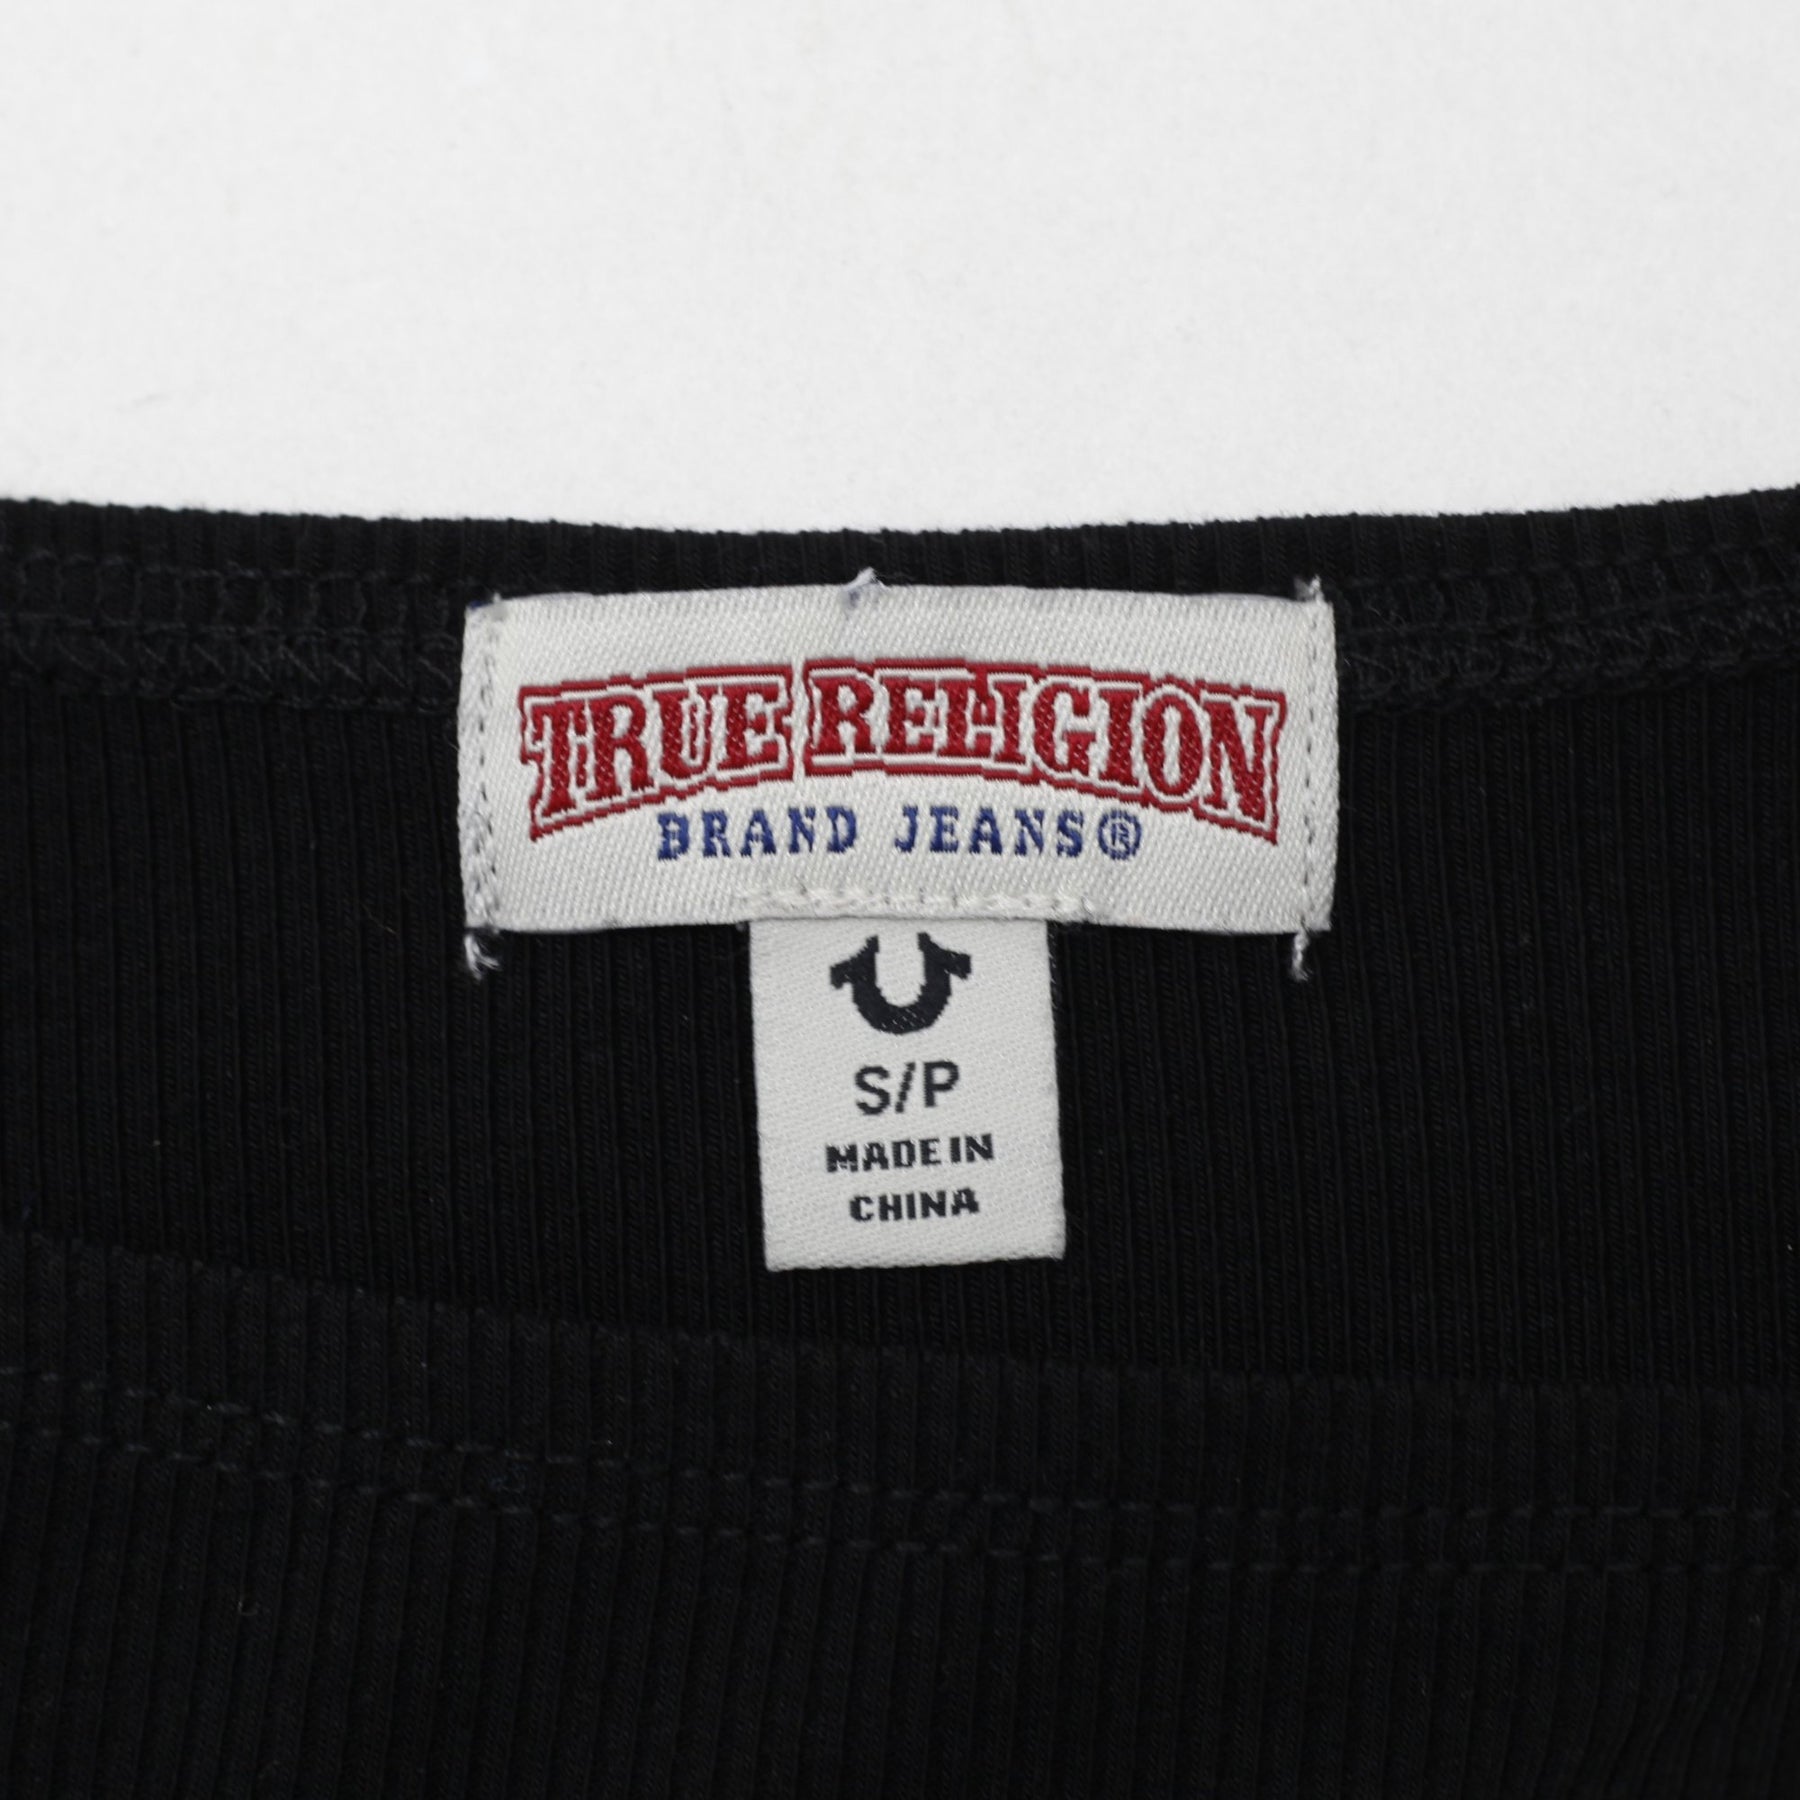 TRUE RELIGION
BRAND JEANS®
S/P
MADE IN
CHINA